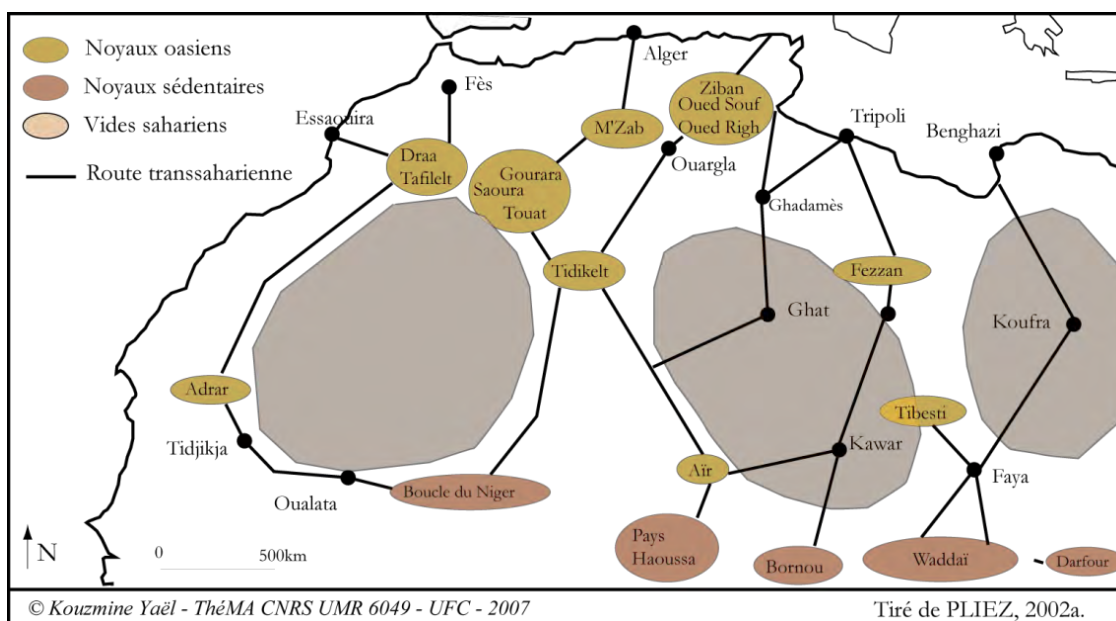 Noyaux oasiens
Noyaux sédentaires
Vides sahariens
Route transsaharienne
Alger
Fès
Essaouira
Ziban
Oued Souf
Oued Righ
M'Zab
Tripoli
Benghazi
Draa
Tafilelt
Ouargla
Gourara
Saoura
Touat
Ghadamès
Tidikelt
Fezzan
Ghat
Koufra
Adrar
Tibesti
Tidjikja
Kawar
Aïr
Faya
Oualata
Boucle du Niger
Pays
Haoussa
Bornou
Waddaï
Darfour
N
0 500km
© Kouzmine Yaël - ThéMA CNRS UMR 6049 - UFC - 2007
Tiré de PLIEZ, 2002a.